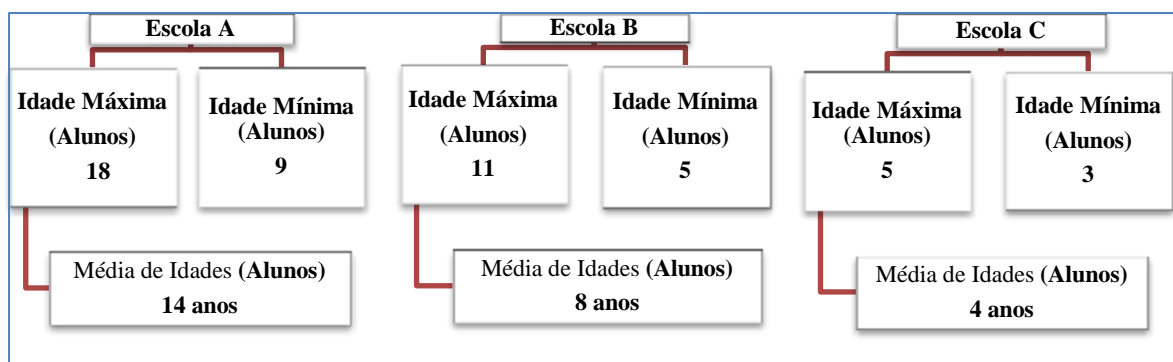 Escola A
Idade Máxima
(Alunos)
18
Idade Mínima
(Alunos)
9
Média de Idades (Alunos)
14 anos
Escola B
Idade Máxima
(Alunos)
11
Idade Mínima
(Alunos)
5
Média de Idades (Alunos)
8 anos
Escola C
Idade Máxima
(Alunos)
5
Idade Mínima
(Alunos)
3
Média de Idades (Alunos)
4 anos